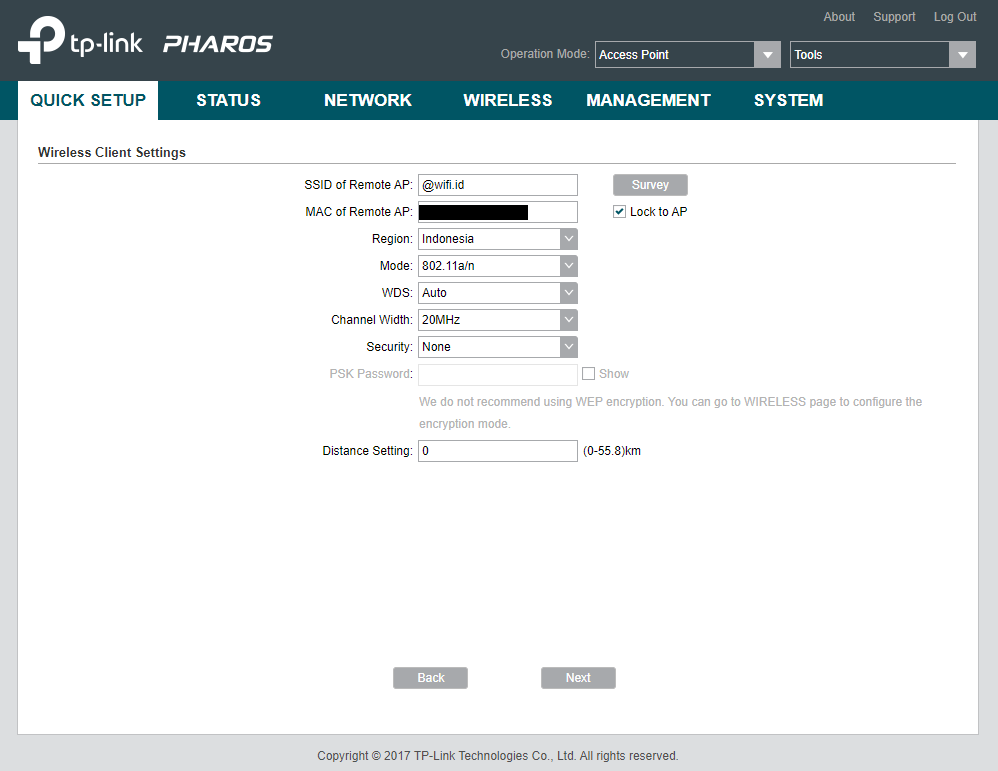 About Support Log Out
tp-link PHAROS
Operation Mode: Access Point Tools
QUICK SETUP STATUS NETWORK WIRELESS MANAGEMENT SYSTEM
Wireless Client Settings
SSID of Remote AP: @wifi.id Survey
MAC of Remote AP: Lock to AP
Region: Indonesia
Mode: 802.11a/n
WDS: Auto
Channel Width: 20MHz
Security: None
PSK Password: Show
We do not recommend using WEP encryption. You can go to WIRELESS page to configure the
encryption mode.
Distance Setting: 0 (0-55.8)km
Back Next
Copyright © 2017 TP-Link Technologies Co., Ltd. All rights reserved.